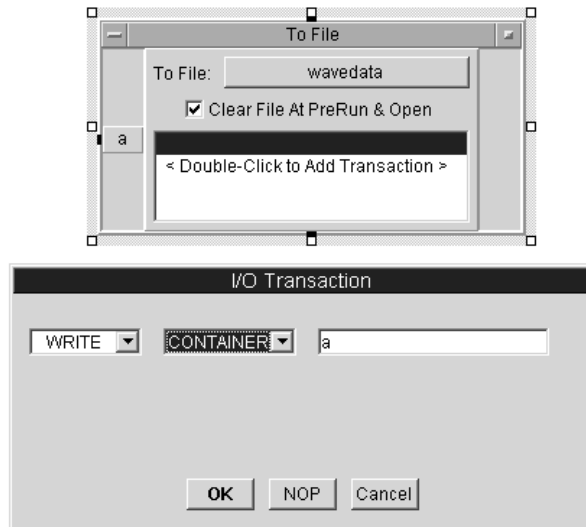 To File
To File: wavedata
Clear File At PreRun & Open
a
< Double-Click to Add Transaction >
I/O Transaction
WRITE CONTAINER a
OK NOP Cancel